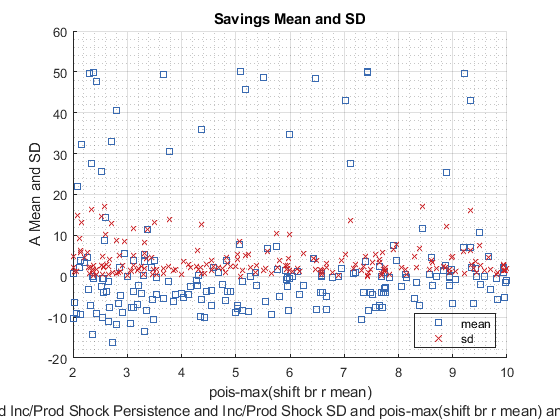 Savings Mean and SD
60
50
40
30
20
10
0
-10
-20
A Mean and SD
mean
sd
2 3 4 5 6 7 8 9 10
pois-max(shift br r mean)
d Inc/Prod Shock Persistence and Inc/Prod Shock SD and pois-max(shift br r mean) an